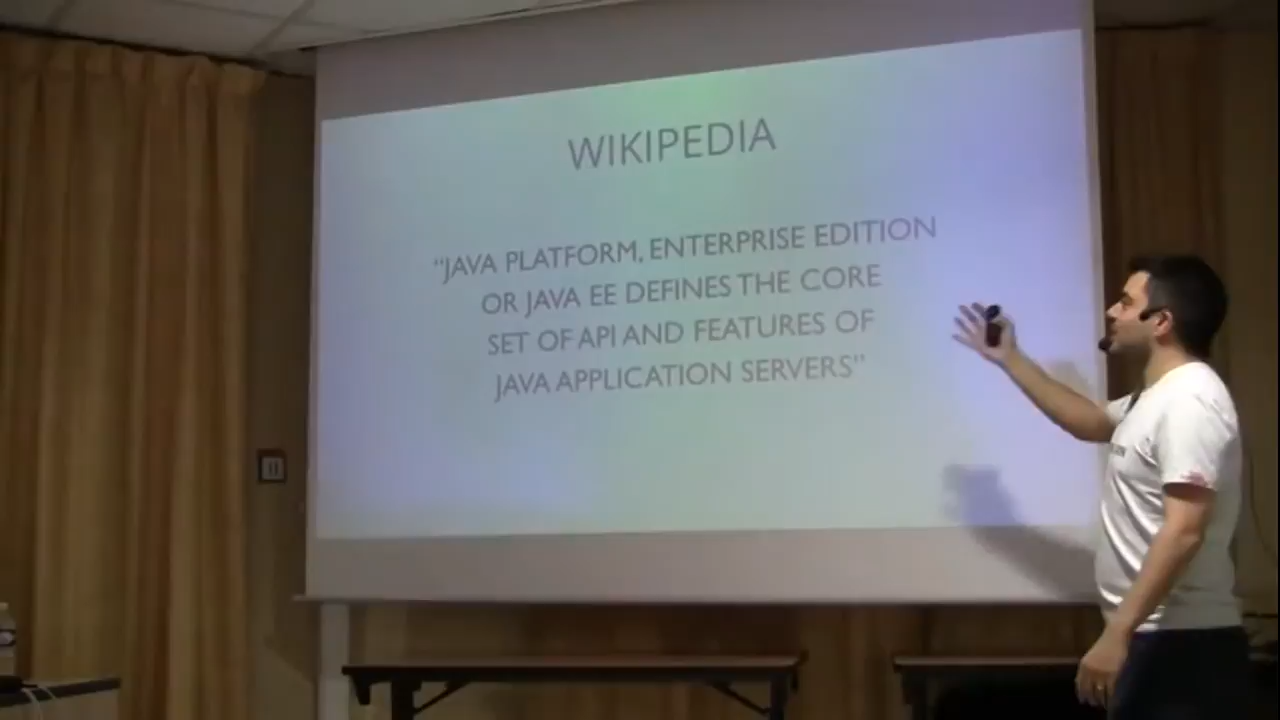 WIKIPEDIA
“JAVA PLATFORM, ENTERPRISE EDITION
OR JAVA EE DEFINES THE CORE
SET OF API AND FEATURES OF
JAVA APPLICATION SERVERS”